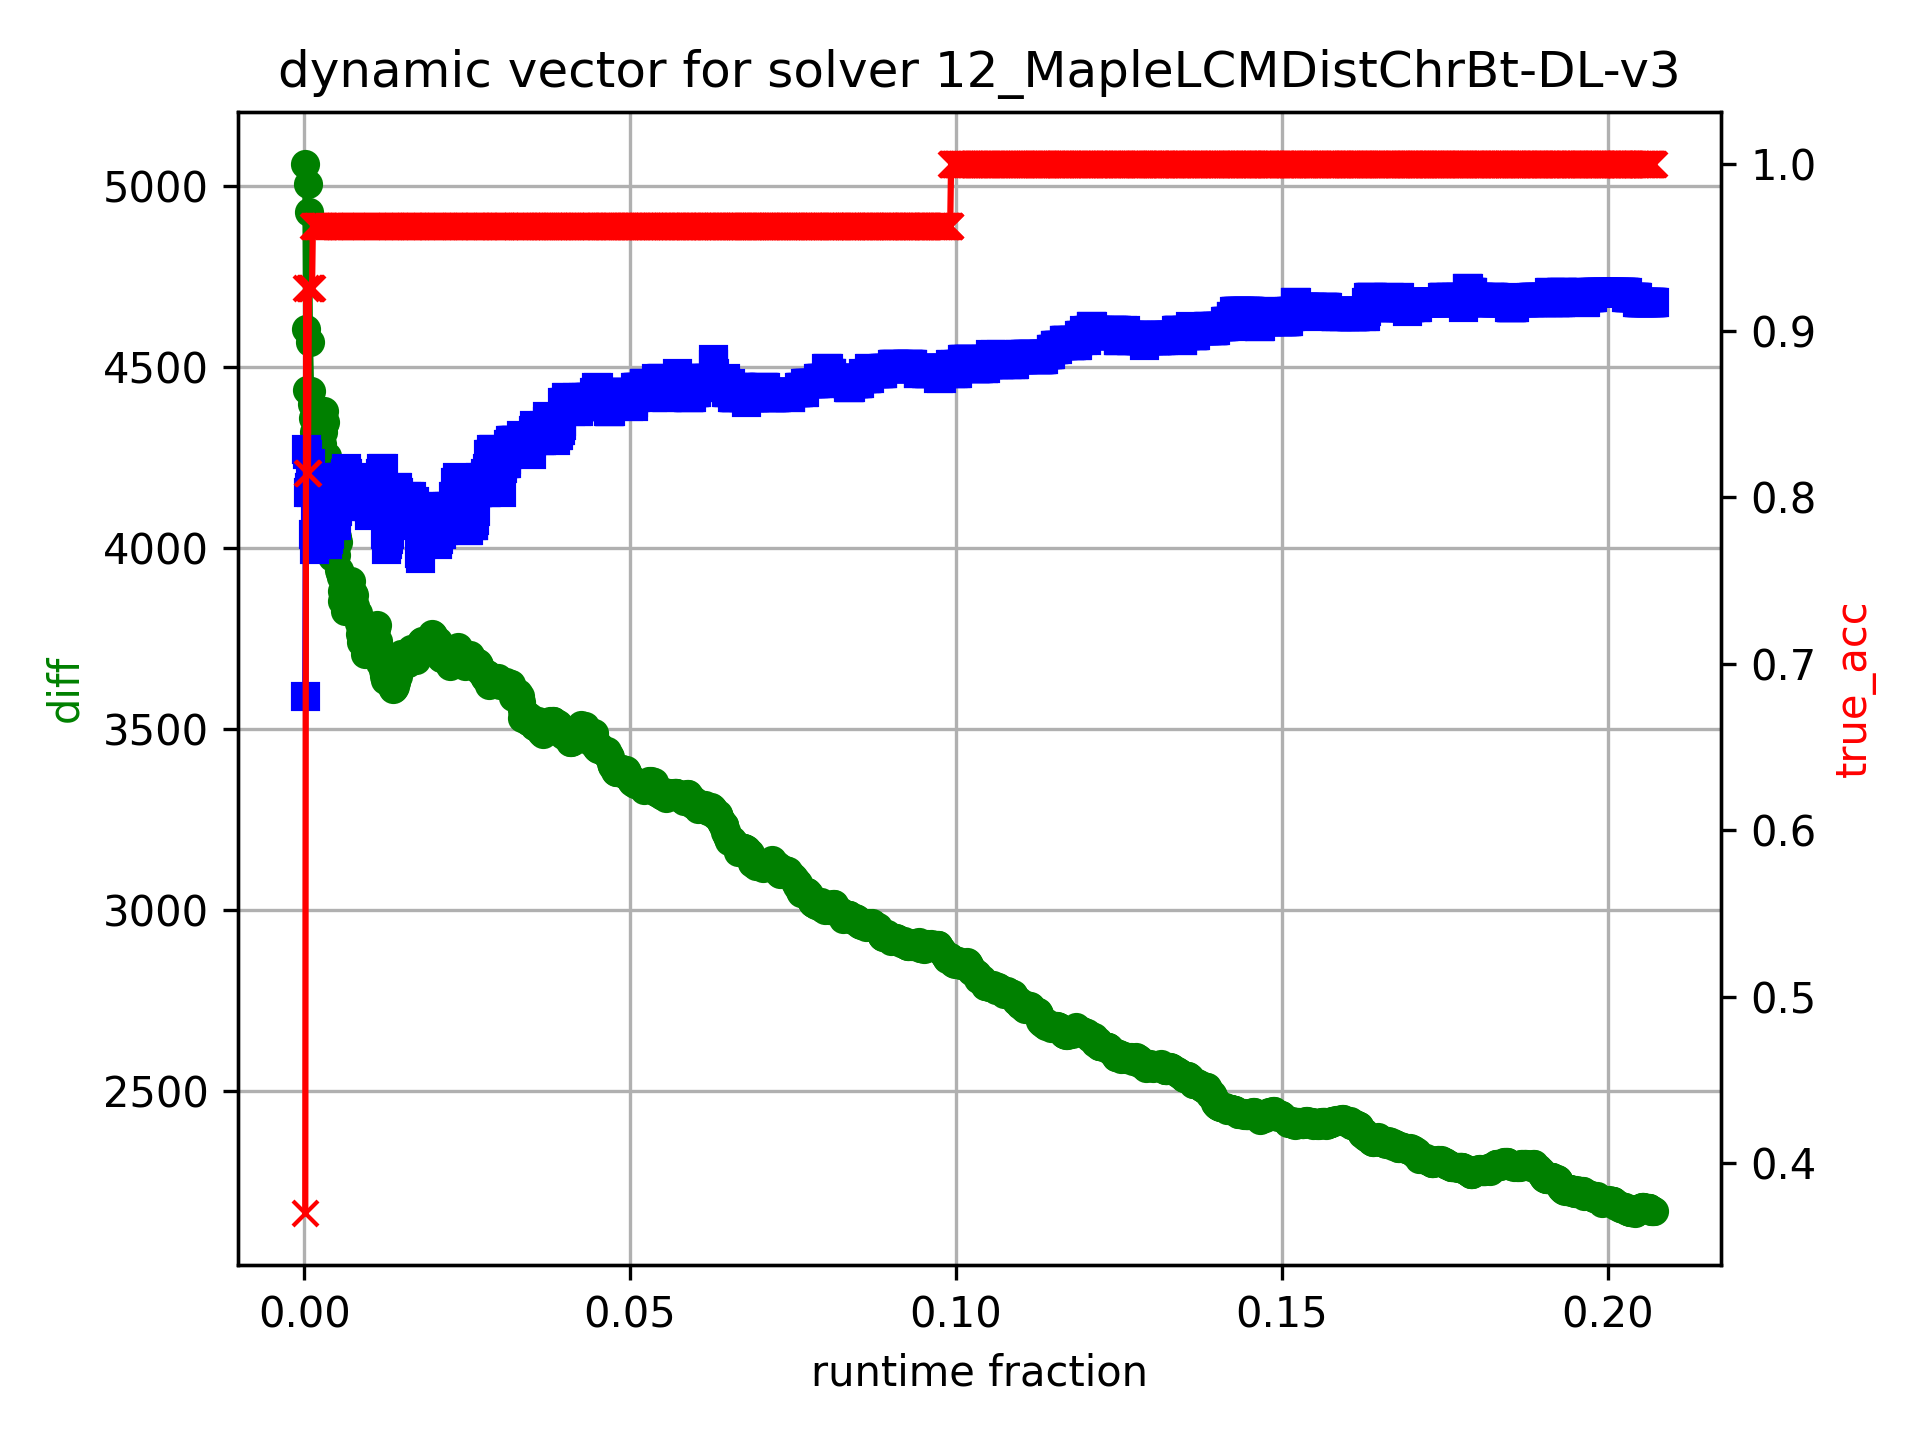 dynamic vector for solver 12_MapleLCMDistChrBt-DL-v3
5000
4500
4000
3500
3000
2500
diff
1.0
0.9
0.8
0.7
0.6
0.5
0.4
true_acc
0.00 0.05 0.10 0.15 0.20
runtime fraction